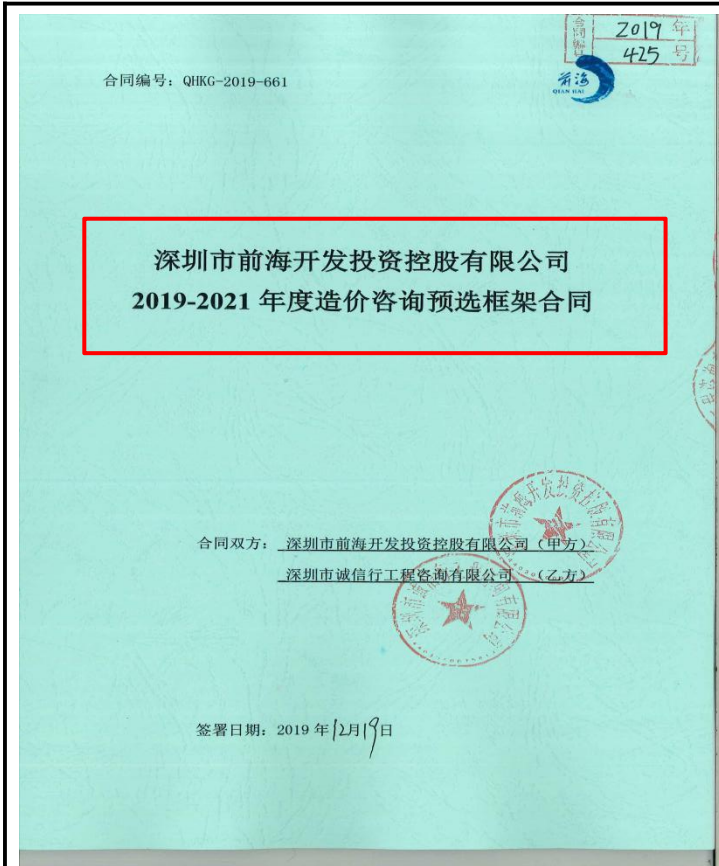 合同编号
2019 年
425 号
合同编号：QHKG-2019-661
前海
QIAN HAI
深圳市前海开发投资控股有限公司
2019-2021 年度造价咨询预选框架合同
合同双方： 深圳市前海开发投资控股有限公司（甲方）
深圳市诚信行工程咨询有限公司 （乙方）
签署日期：2019 年12月19日